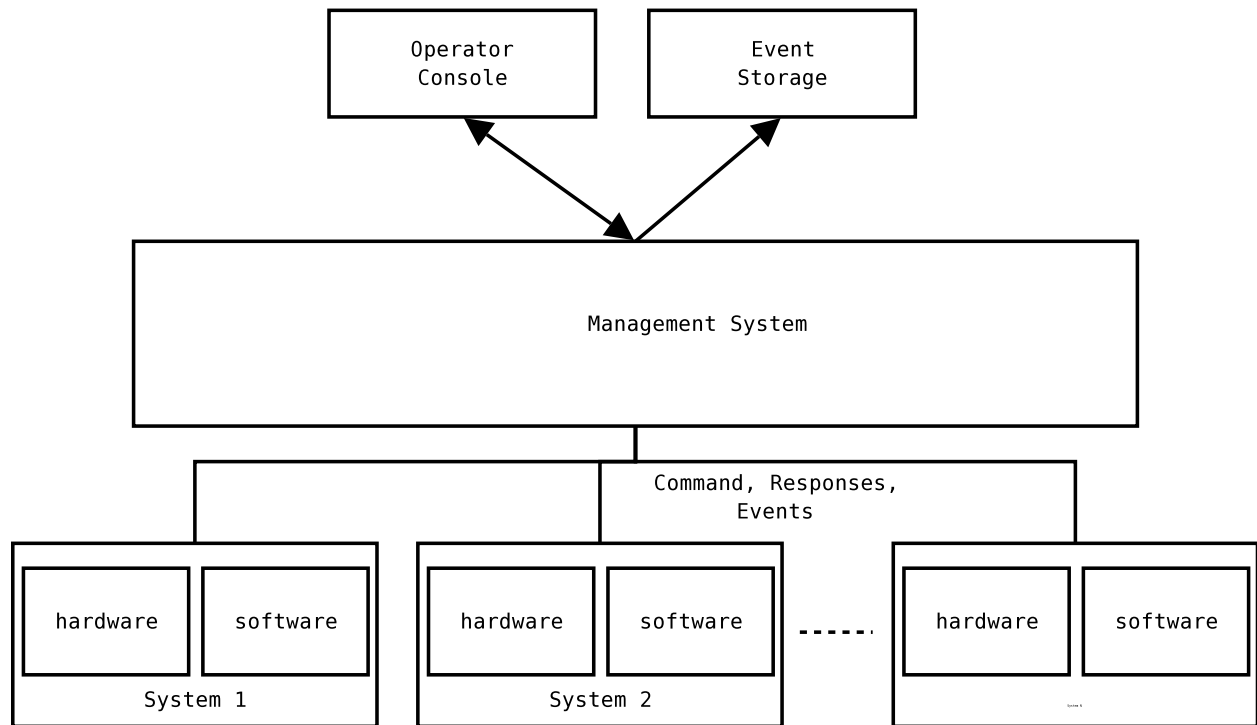 Operator
Console
Event
Storage
Management System
Command, Responses,
Events
hardware
software
hardware
software
hardware
software
System 1
System 2
System N